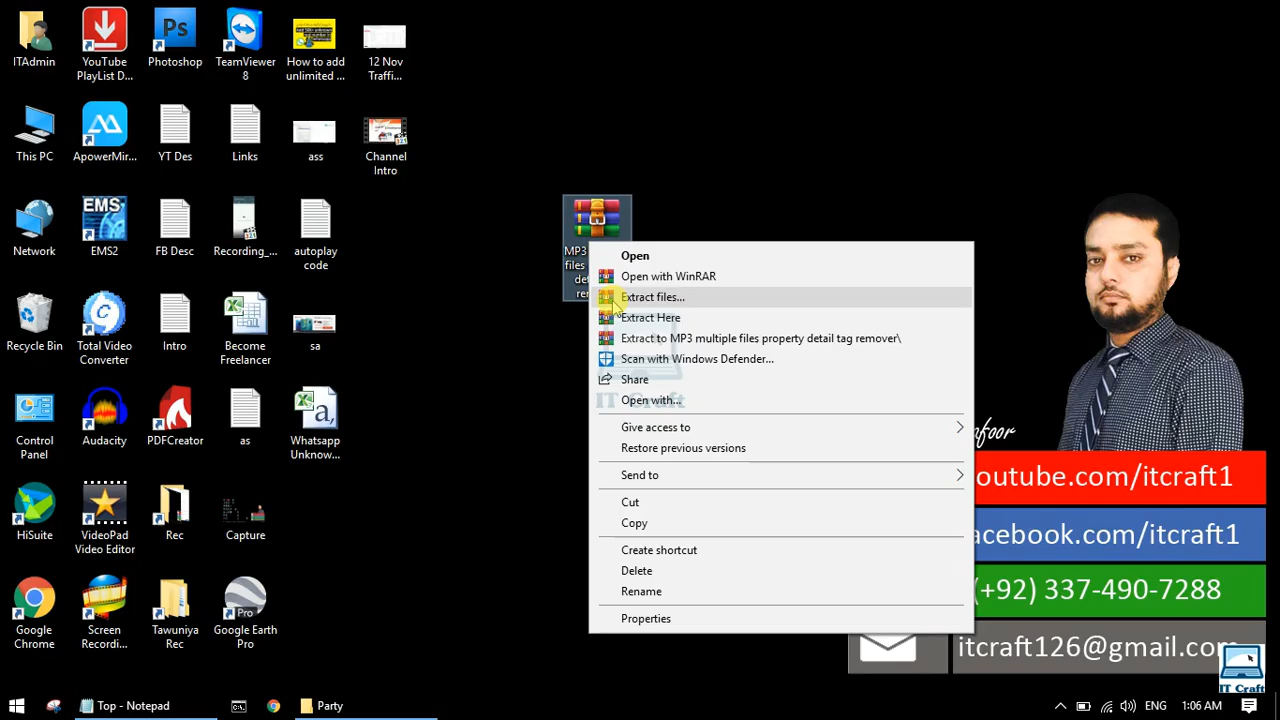 ITAdmin
YouTube
PlayList D...
Photoshop
TeamViewer
8
How to add
unlimited ...
12 Nov
Traffi...
This PC
ApowerMir...
YT Des
Links
ass
Channel
Intro
Network
EMS
EMS2
FB Desc
Recording_...
autoplay
code
Recycle Bin
Total Video
Converter
Intro
Become
Freelancer
sa
Control
Panel
Audacity
PDFCreator
as
Whatsapp
Unknow...
HiSuite
VideoPad
Video Editor
Rec
Capture
Google
Chrome
Screen
Recordi...
Tawuniya
Rec
Pro
Google Earth
Pro
MP3
files
Open
Open with WinRAR
Extract files...
Extract Here
Extract to MP3 multiple files property detail tag remover\
Scan with Windows Defender...
Share
Open with...
Give access to
Restore previous versions
Send to
Cut
Copy
Create shortcut
Delete
Rename
Properties
IT Craft
outube.com/itcraft1
acebook.com/itcraft1
(+92) 337-490-7288
itcraft126@gmail.com
IT Craft
Top - Notepad
Party
ENG
1:06 AM